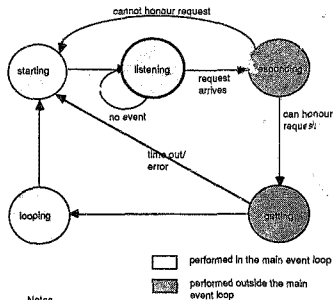 cannot honour request
starting
listening
responding
request
arrives
no event
can honour
request
time out/
error
looping
getting
performed in the main event loop
performed outside the main
event loop
Notes